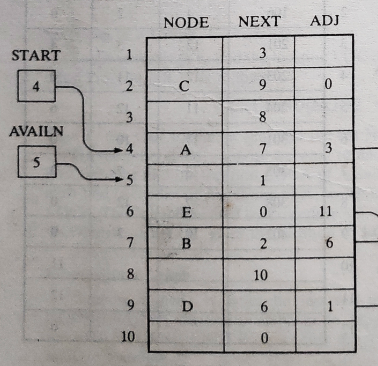 NODE NEXT ADJ
START 1 3
4 2 C 9 0
3 8
AVAILN 4 A 7 3
5 5 1
6 E 0 11
7 B 2 6
8 10
9 D 6 1
10 0